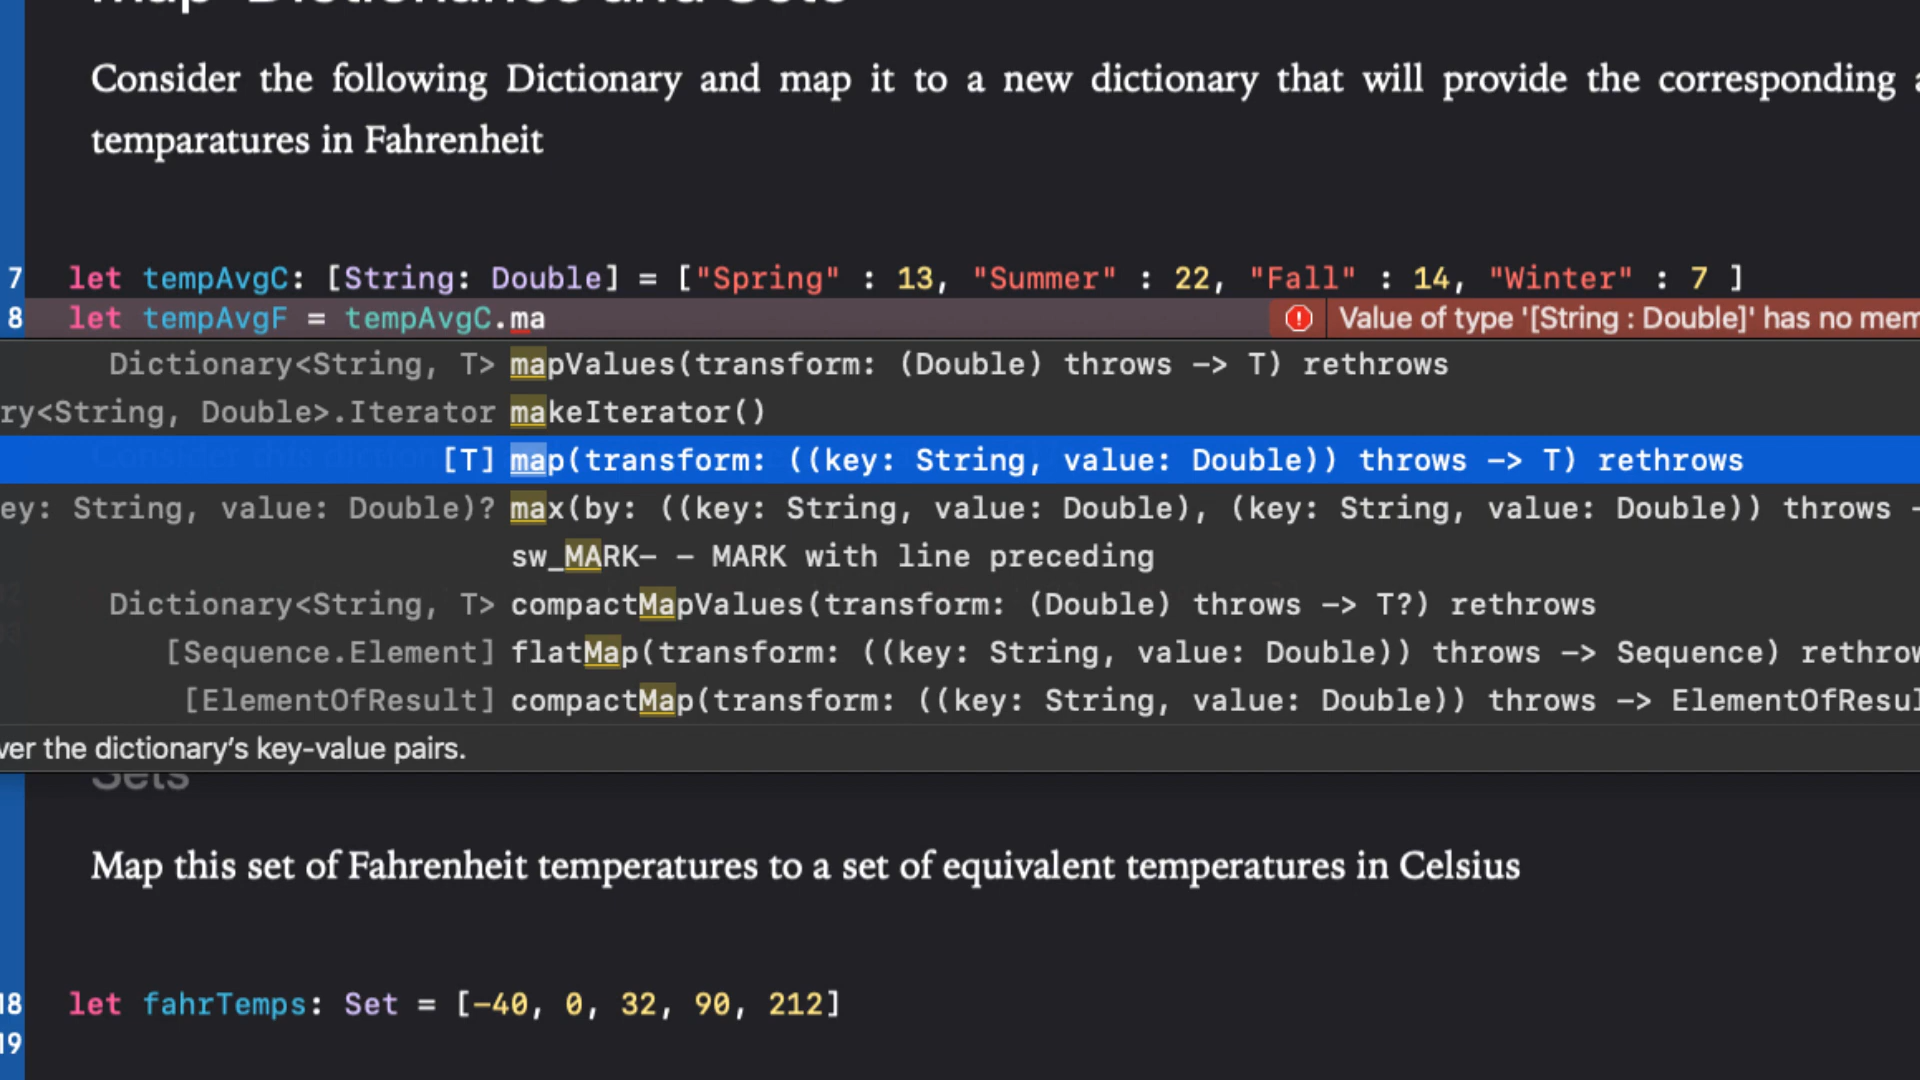 Map
Consider the following Dictionary and map it to a new dictionary that will provide the corresponding a
temparatures in Fahrenheit
7 let tempAvgC: [String: Double] = ["Spring" : 13, "Summer" : 22, "Fall" : 14, "Winter" : 7 ]
8 let tempAvgF = tempAvgC.ma Value of type '[String : Double]' has no mem
Dictionary<String, T> mapValues(transform: (Double) throws -> T) rethrows
ry<String, Double>.Iterator makeIterator()
[T] map(transform: ((key: String, value: Double)) throws -> T) rethrows
ey: String, value: Double)? max(by: ((key: String, value: Double), (key: String, value: Double)) throws -
sw_MARK- - MARK with line preceding
Dictionary<String, T> compactMapValues(transform: (Double) throws -> T?) rethrows
[Sequence.Element] flatMap(transform: ((key: String, value: Double)) throws -> Sequence) rethrow
[ElementOfResult] compactMap(transform: ((key: String, value: Double)) throws -> ElementOfResul
ver the dictionary's key-value pairs.
Sets
Map this set of Fahrenheit temperatures to a set of equivalent temperatures in Celsius
18 let fahrTemps: Set = [-40, 0, 32, 90, 212]
19